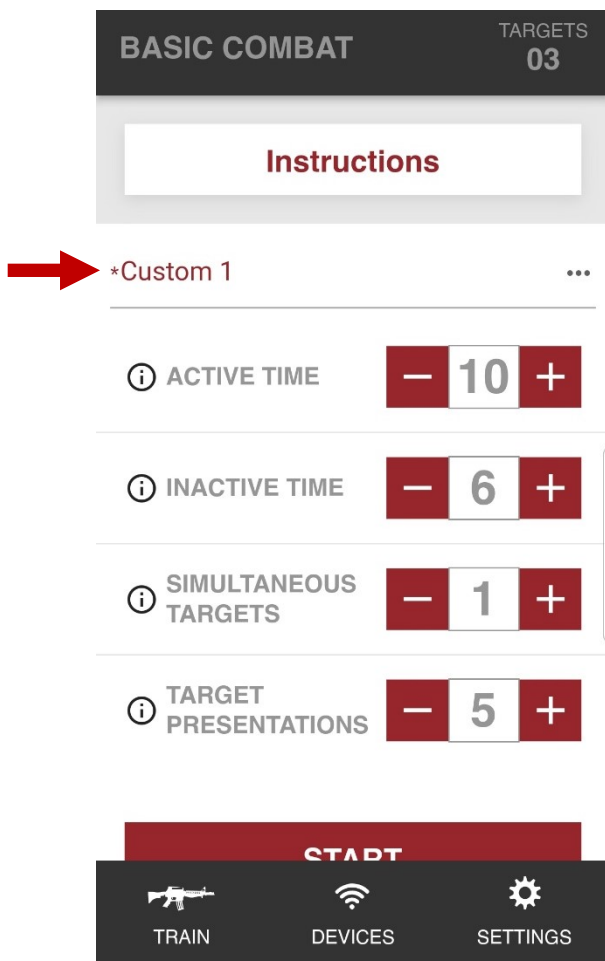 BASIC COMBAT
TARGETS
03
Instructions
*Custom 1
...
ACTIVE TIME
− 10 +
INACTIVE TIME
− 6 +
SIMULTANEOUS
TARGETS
− 1 +
TARGET
PRESENTATIONS
− 5 +
START
TRAIN
DEVICES
SETTINGS